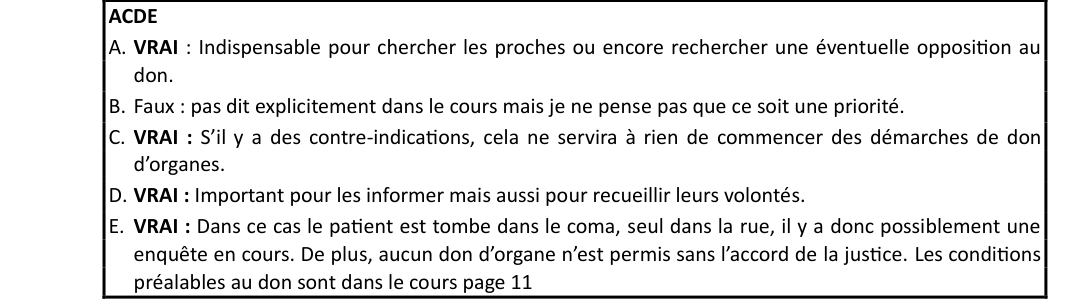 ACDE
A. VRAI : Indispensable pour chercher les proches ou encore rechercher une éventuelle opposition au
don.
B. Faux : pas dit explicitement dans le cours mais je ne pense pas que ce soit une priorité.
C. VRAI : S’il y a des contre-indications, cela ne servira à rien de commencer des démarches de don
d’organes.
D. VRAI : Important pour les informer mais aussi pour recueillir leurs volontés.
E. VRAI : Dans ce cas le patient est tombe dans le coma, seul dans la rue, il y a donc possiblement une
enquête en cours. De plus, aucun don d’organe n’est permis sans l’accord de la justice. Les conditions
préalables au don sont dans le cours page 11